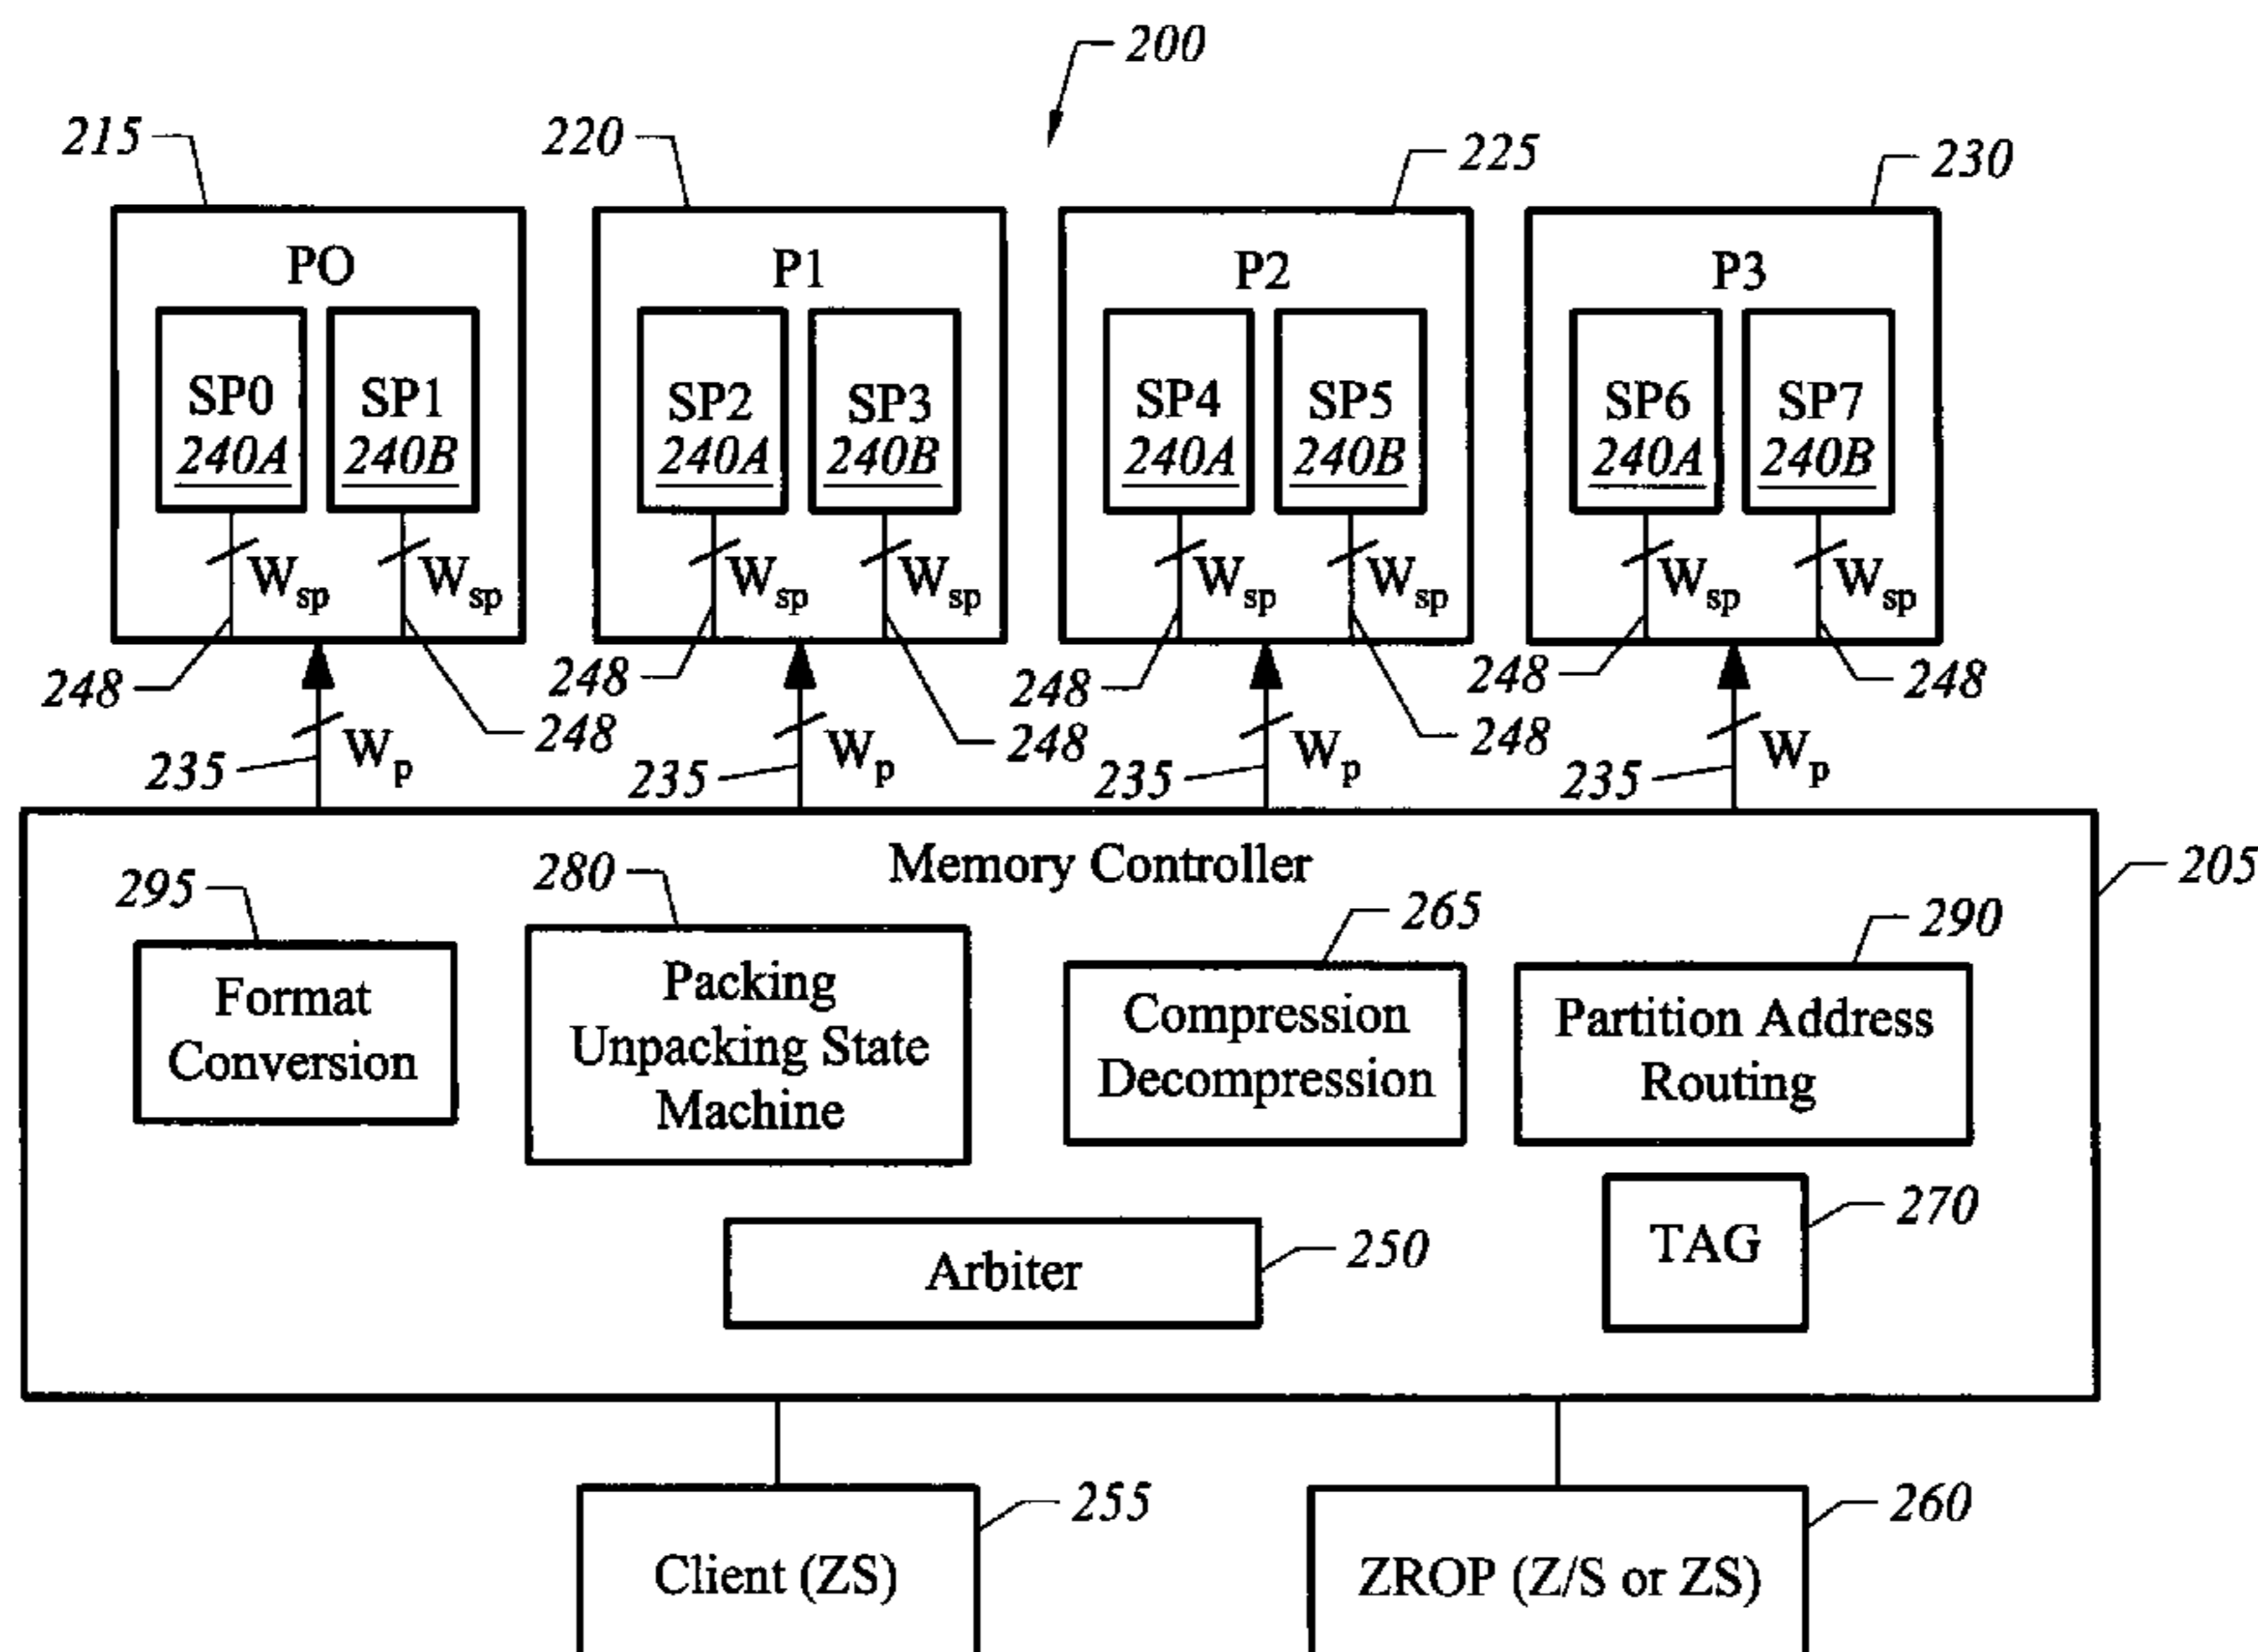 200
215
220
225
230
PO
P1
P2
P3
SP0
SP1
SP2
SP3
SP4
SP5
SP6
SP7
240A
240B
240A
240B
240A
240B
240A
240B
Wsp
Wsp
Wsp
Wsp
Wsp
Wsp
Wsp
Wsp
248
248
248
248
248
248
248
248
235
Wp
235
Wp
235
Wp
235
Wp
Memory Controller
205
295
280
265
290
Format
Conversion
Packing
Unpacking State
Machine
Compression
Decompression
Partition Address
Routing
Arbiter
250
TAG
270
Client (ZS)
255
ZROP (Z/S or ZS)
260